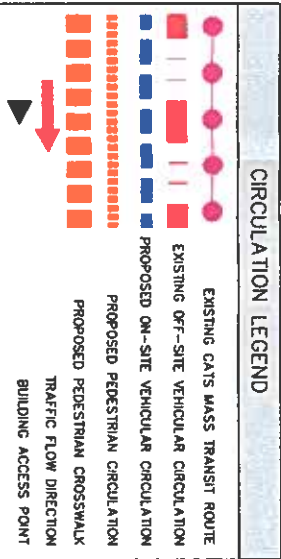 CIRCULATION LEGEND
EXISTING CATS MASS TRANSIT ROUTE
EXISTING OFF-SITE VEHICULAR CIRCULATION
PROPOSED ON-SITE VEHICULAR CIRCULATION
PROPOSED PEDESTRIAN CIRCULATION
PROPOSED PEDESTRIAN CROSSWALK
TRAFFIC FLOW DIRECTION
BUILDING ACCESS POINT